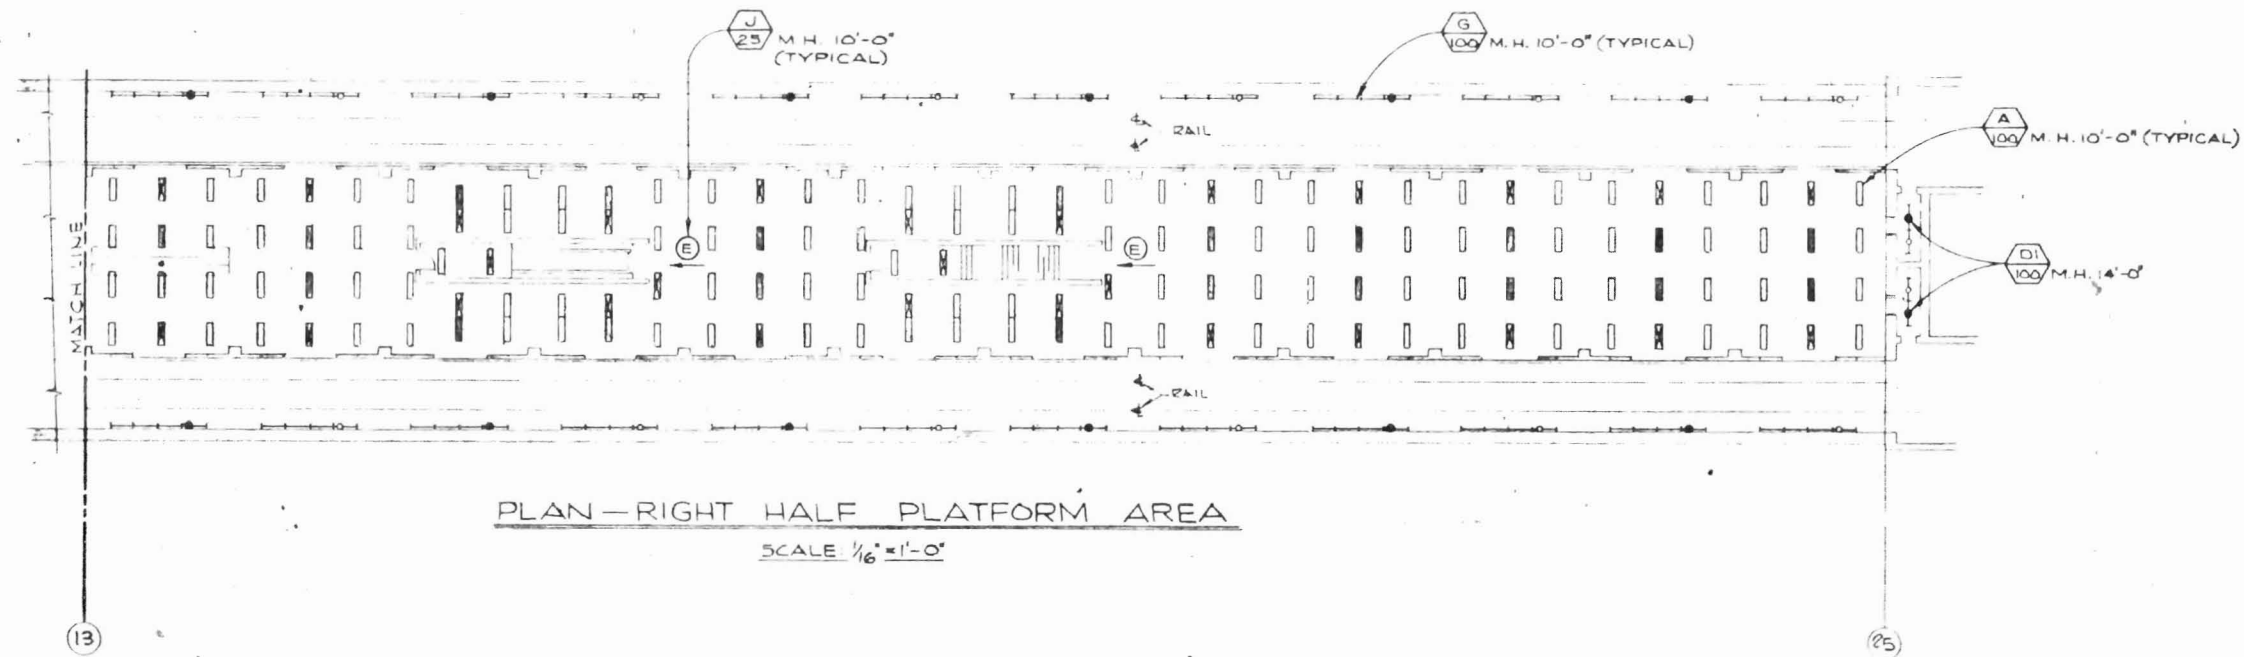 J
25 M.H. 10'-0"
(TYPICAL)
G
100 M.H. 10'-0" (TYPICAL)
A
100 M.H. 10'-0" (TYPICAL)
RAIL
MATCH LINE
E
E
D1
100 M.H. 14'-0"
RAIL
PLAN—RIGHT HALF PLATFORM AREA
SCALE: 1/16"=1'-0"
13
25